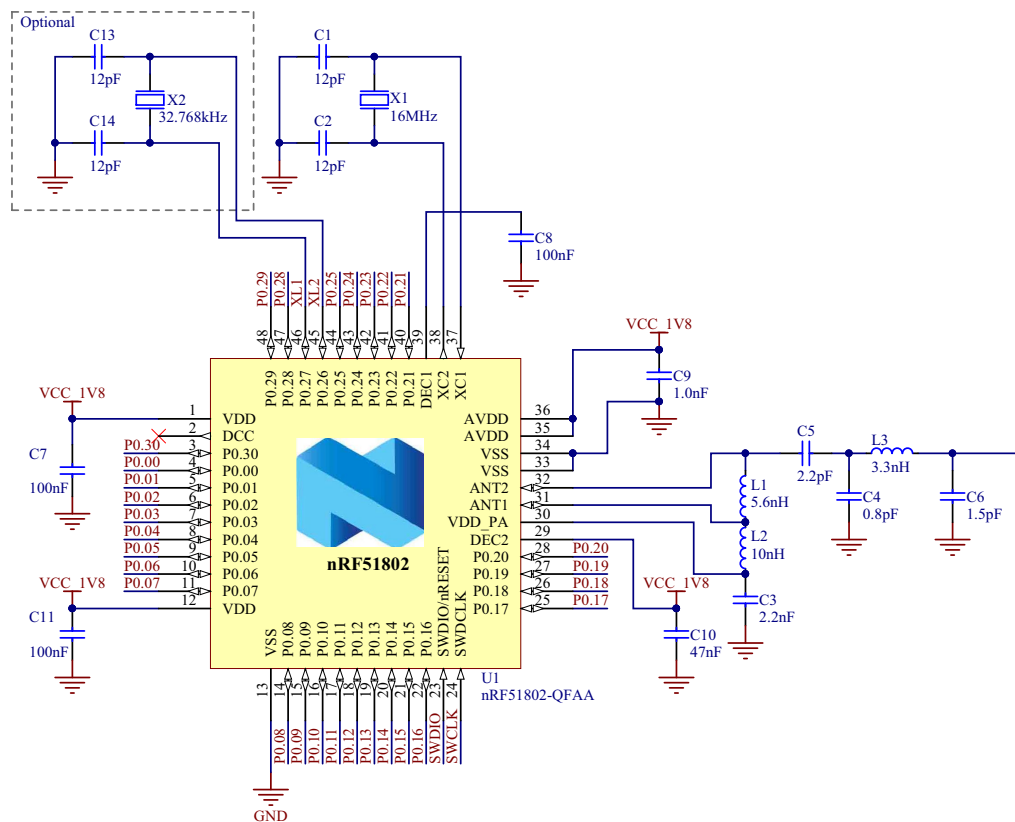 Optional
C13
12pF
X2
32.768kHz
C14
12pF
C1
12pF
X1
16MHz
C2
12pF
C8
100nF
P0.29
P0.28
XL1
XL2
P0.25
P0.24
P0.23
P0.22
P0.21
48
47
46
45
44
43
42
41
40
39
38
37
P0.29
P0.28
P0.27
P0.26
P0.25
P0.24
P0.23
P0.22
P0.21
DEC1
XC2
XC1
VCC_1V8
C7
100nF
VCC_1V8
C11
100nF
1 VDD
2 DCC
P0.30 3 P0.30
P0.00 4 P0.00
P0.01 5 P0.01
P0.02 6 P0.02
P0.03 7 P0.03
P0.04 8 P0.04
P0.05 9 P0.05
P0.06 10 P0.06
P0.07 11 P0.07
12 VDD
nRF51802
AVDD 36
AVDD 35
VSS 34
VSS 33
ANT2 32
ANT1 31
VDD_PA 30
DEC2 29
P0.20 28 P0.20
P0.19 27 P0.19
P0.18 26 P0.18
P0.17 25 P0.17
VCC_1V8
C9
1.0nF
C5
2.2pF
L3
3.3nH
L1
5.6nH
L2
10nH
C4
0.8pF
C6
1.5pF
C3
2.2nF
VCC_1V8
C10
47nF
VSS
P0.08
P0.09
P0.10
P0.11
P0.12
P0.13
P0.14
P0.15
P0.16
SWDIO/nRESET
SWDCLK
13
14
15
16
17
18
19
20
21
22
23
24
P0.08
P0.09
P0.10
P0.11
P0.12
P0.13
P0.14
P0.15
P0.16
SWDIO
SWCLK
U1
nRF51802-QFAA
GND